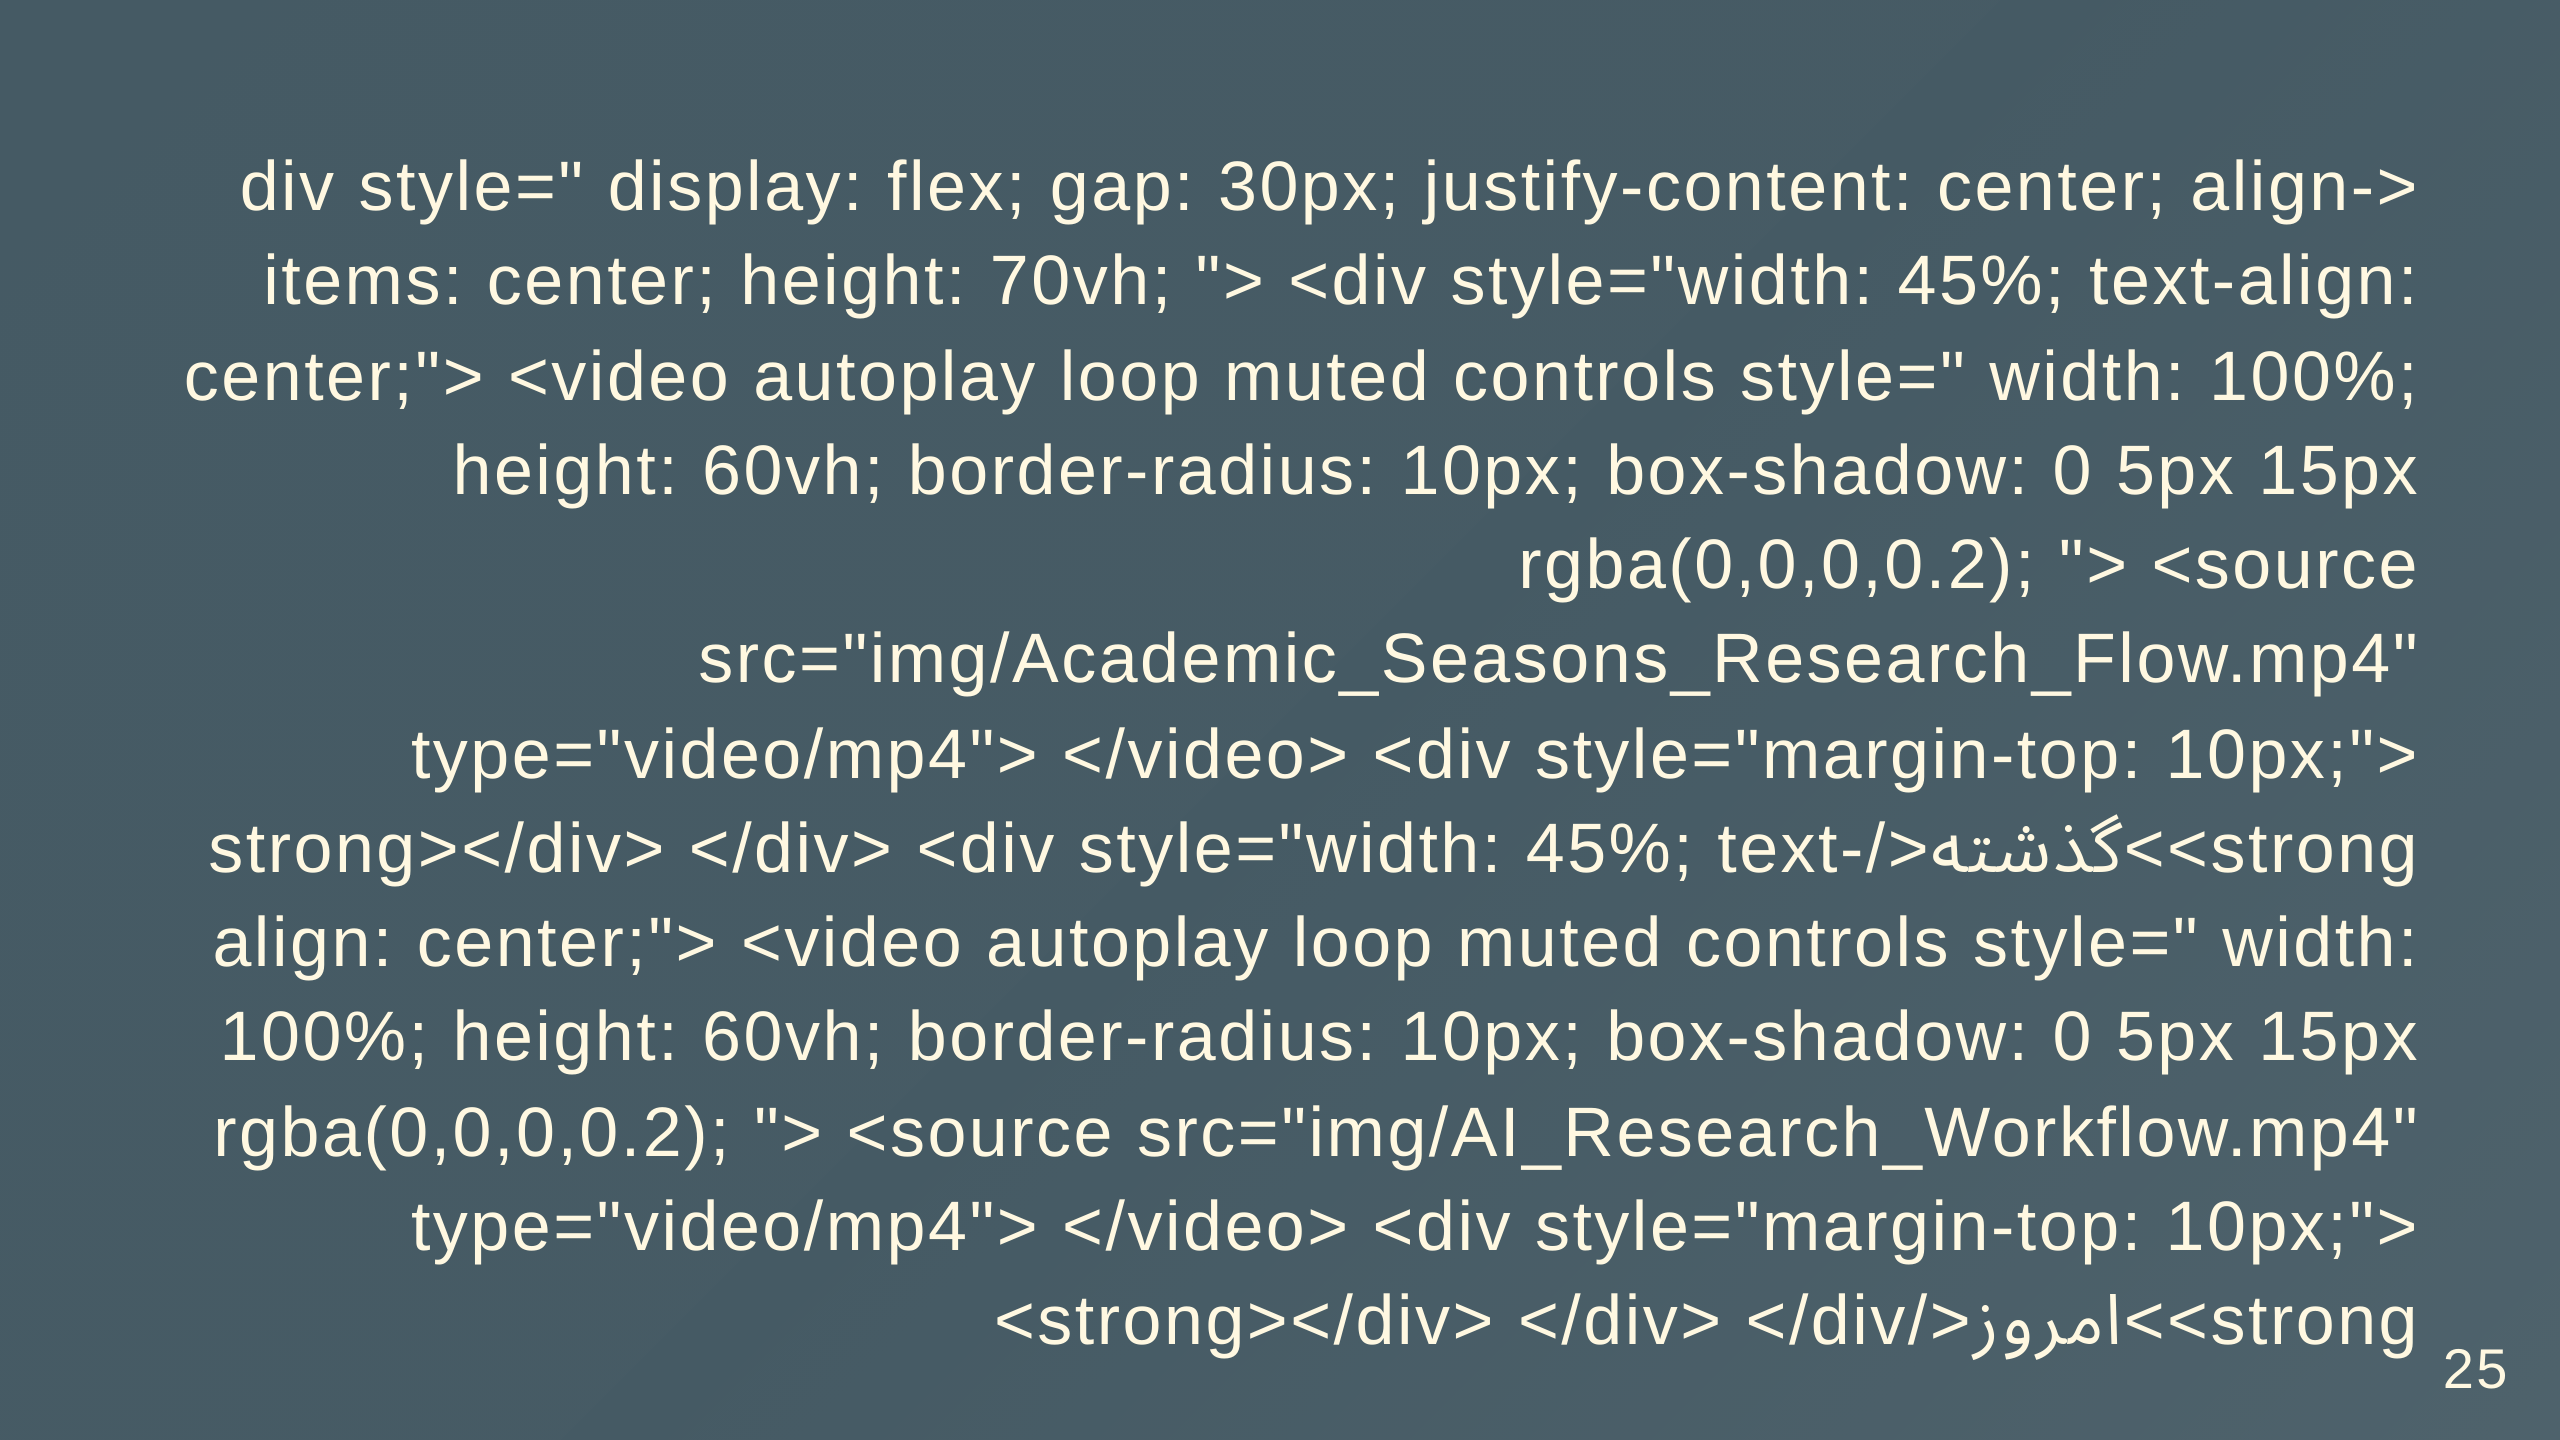 <div style=" display: flex; gap: 30px; justify-content: center; align-
items: center; height: 70vh; "> <div style="width: 45%; text-align:
center;"> <video autoplay loop muted controls style=" width: 100%;
height: 60vh; border-radius: 10px; box-shadow: 0 5px 15px
rgba(0,0,0,0.2); "> <source
src="img/Academic_Seasons_Research_Flow.mp4"
type="video/mp4"> </video> <div style="margin-top: 10px;">
strong>>گذشته</strong></div> </div> <div style="width: 45%; text-
align: center;"> <video autoplay loop muted controls style=" width:
100%; height: 60vh; border-radius: 10px; box-shadow: 0 5px 15px
rgba(0,0,0,0.2); "> <source src="img/AI_Research_Workflow.mp4"
type="video/mp4"> </video> <div style="margin-top: 10px;">
strong>>امروز</strong></div> </div> </div>
25